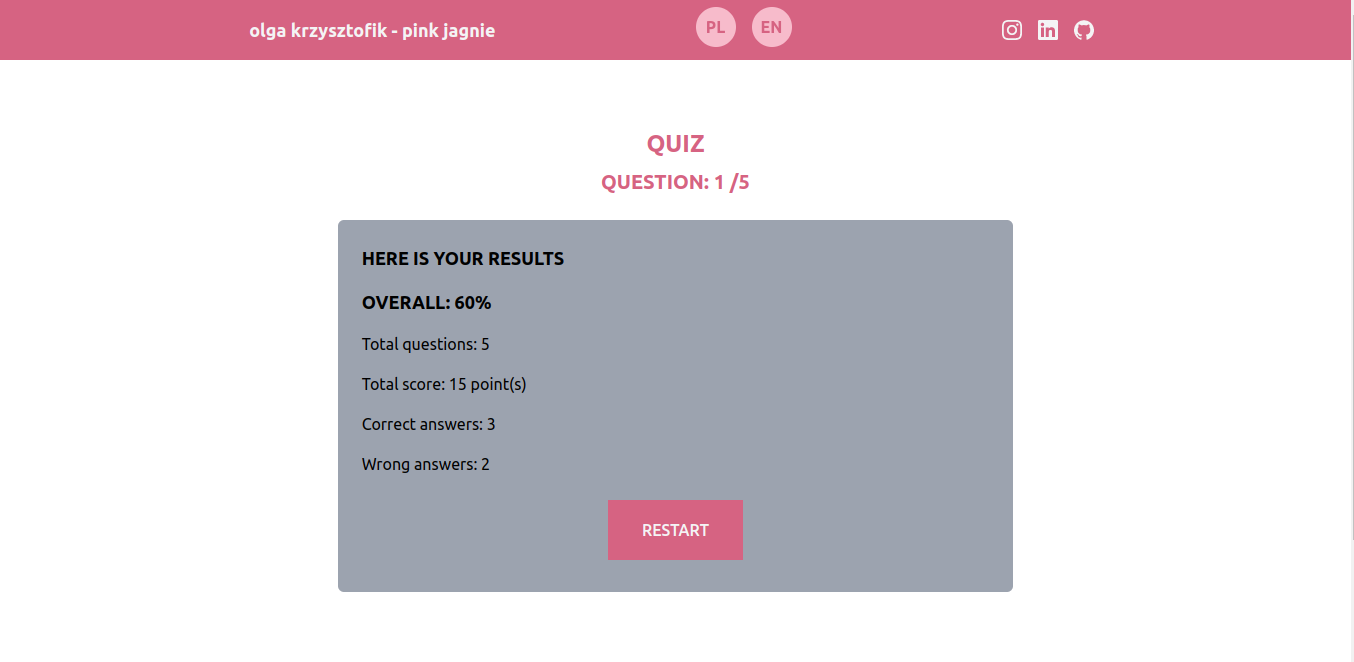 olga krzysztofik - pink jagnie
PL
EN
QUIZ
QUESTION: 1 /5
HERE IS YOUR RESULTS
OVERALL: 60%
Total questions: 5
Total score: 15 point(s)
Correct answers: 3
Wrong answers: 2
RESTART